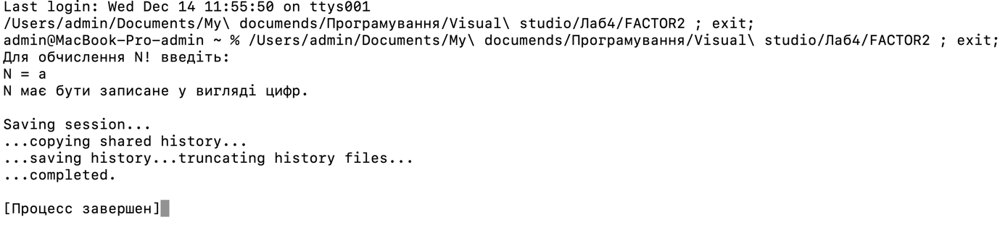 Last login: Wed Dec 14 11:55:50 on ttys001
/Users/admin/Documents/My\ documends/Програмування/Visual\ studio/Лаб4/FACTOR2 ; exit;
admin@MacBook-Pro-admin ~ % /Users/admin/Documents/My\ documends/Програмування/Visual\ studio/Лаб4/FACTOR2 ; exit;
Для обчислення N! введіть:
N = a
N має бути записане у вигляді цифр.
Saving session...
...copying shared history...
...saving history...truncating history files...
...completed.
[Процесс завершен]